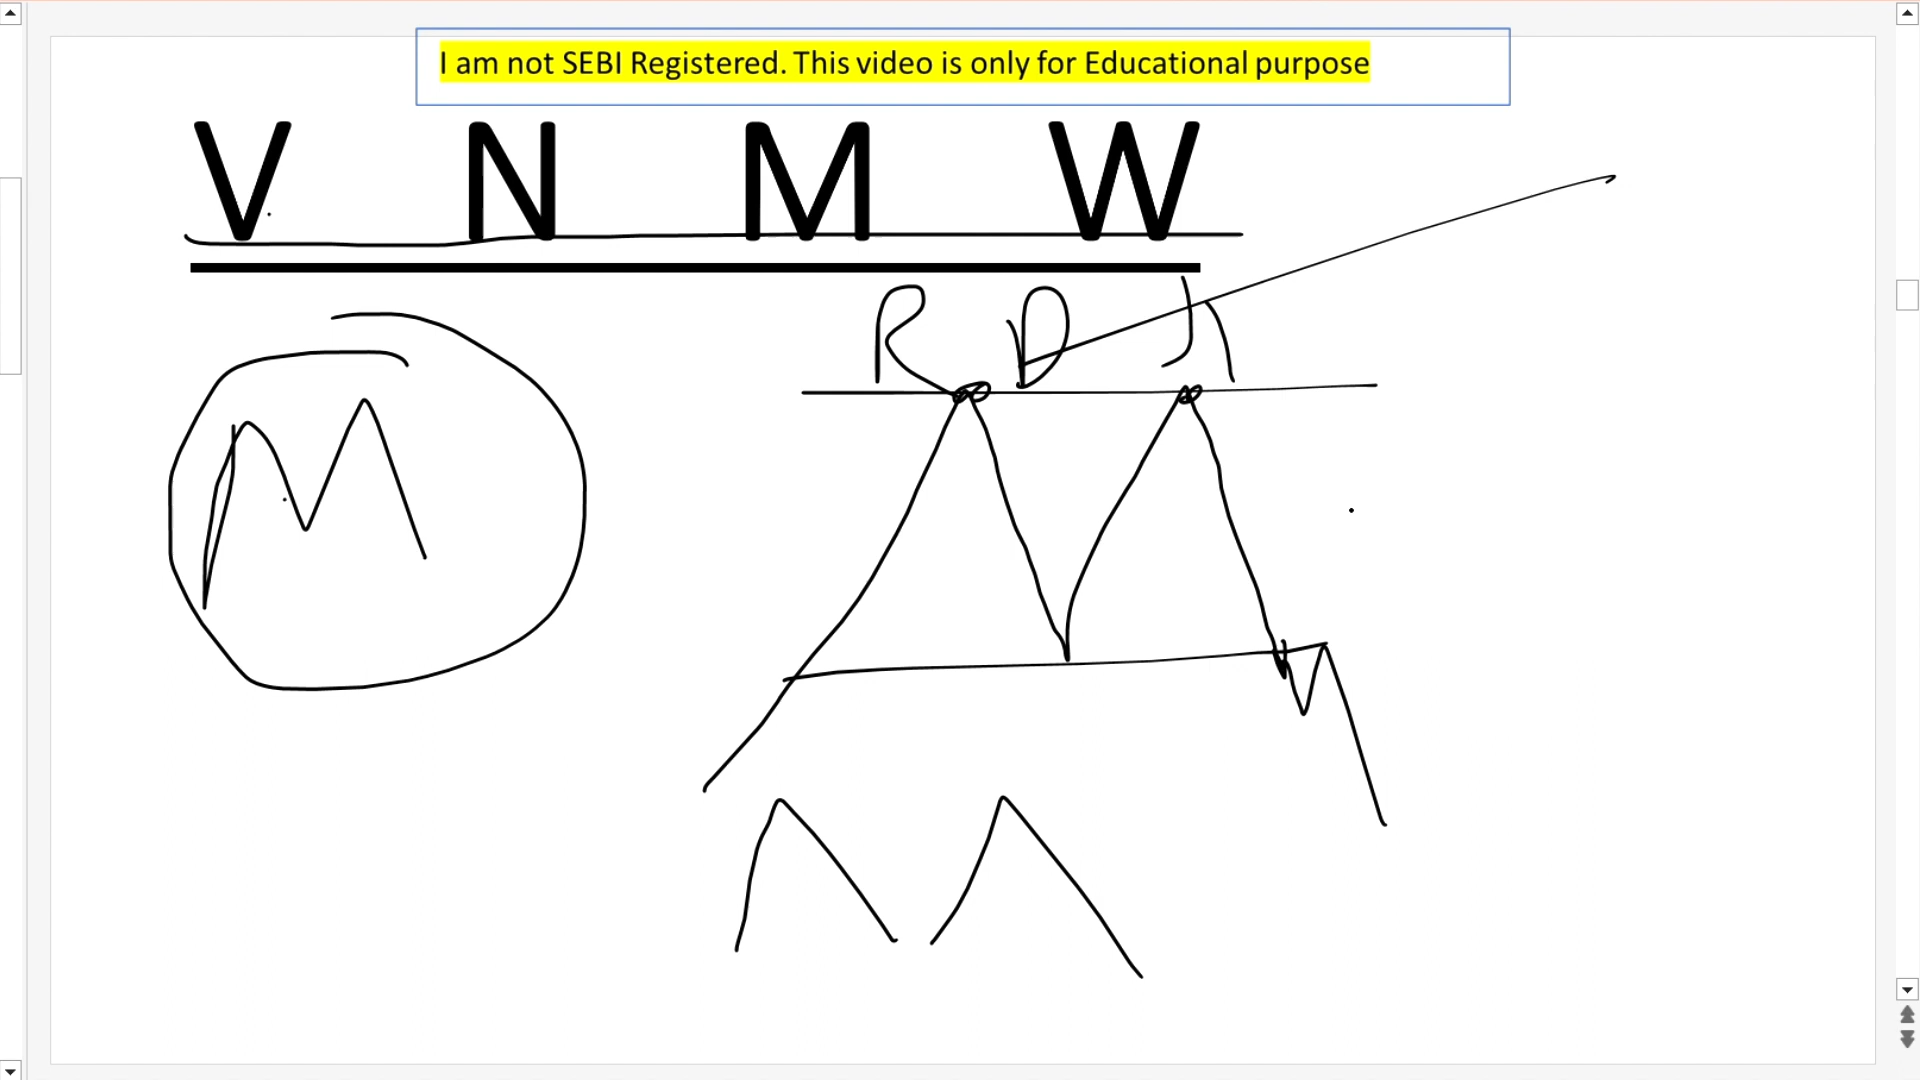 I am not SEBI Registered. This video is only for Educational purpose
V N M W
M
R